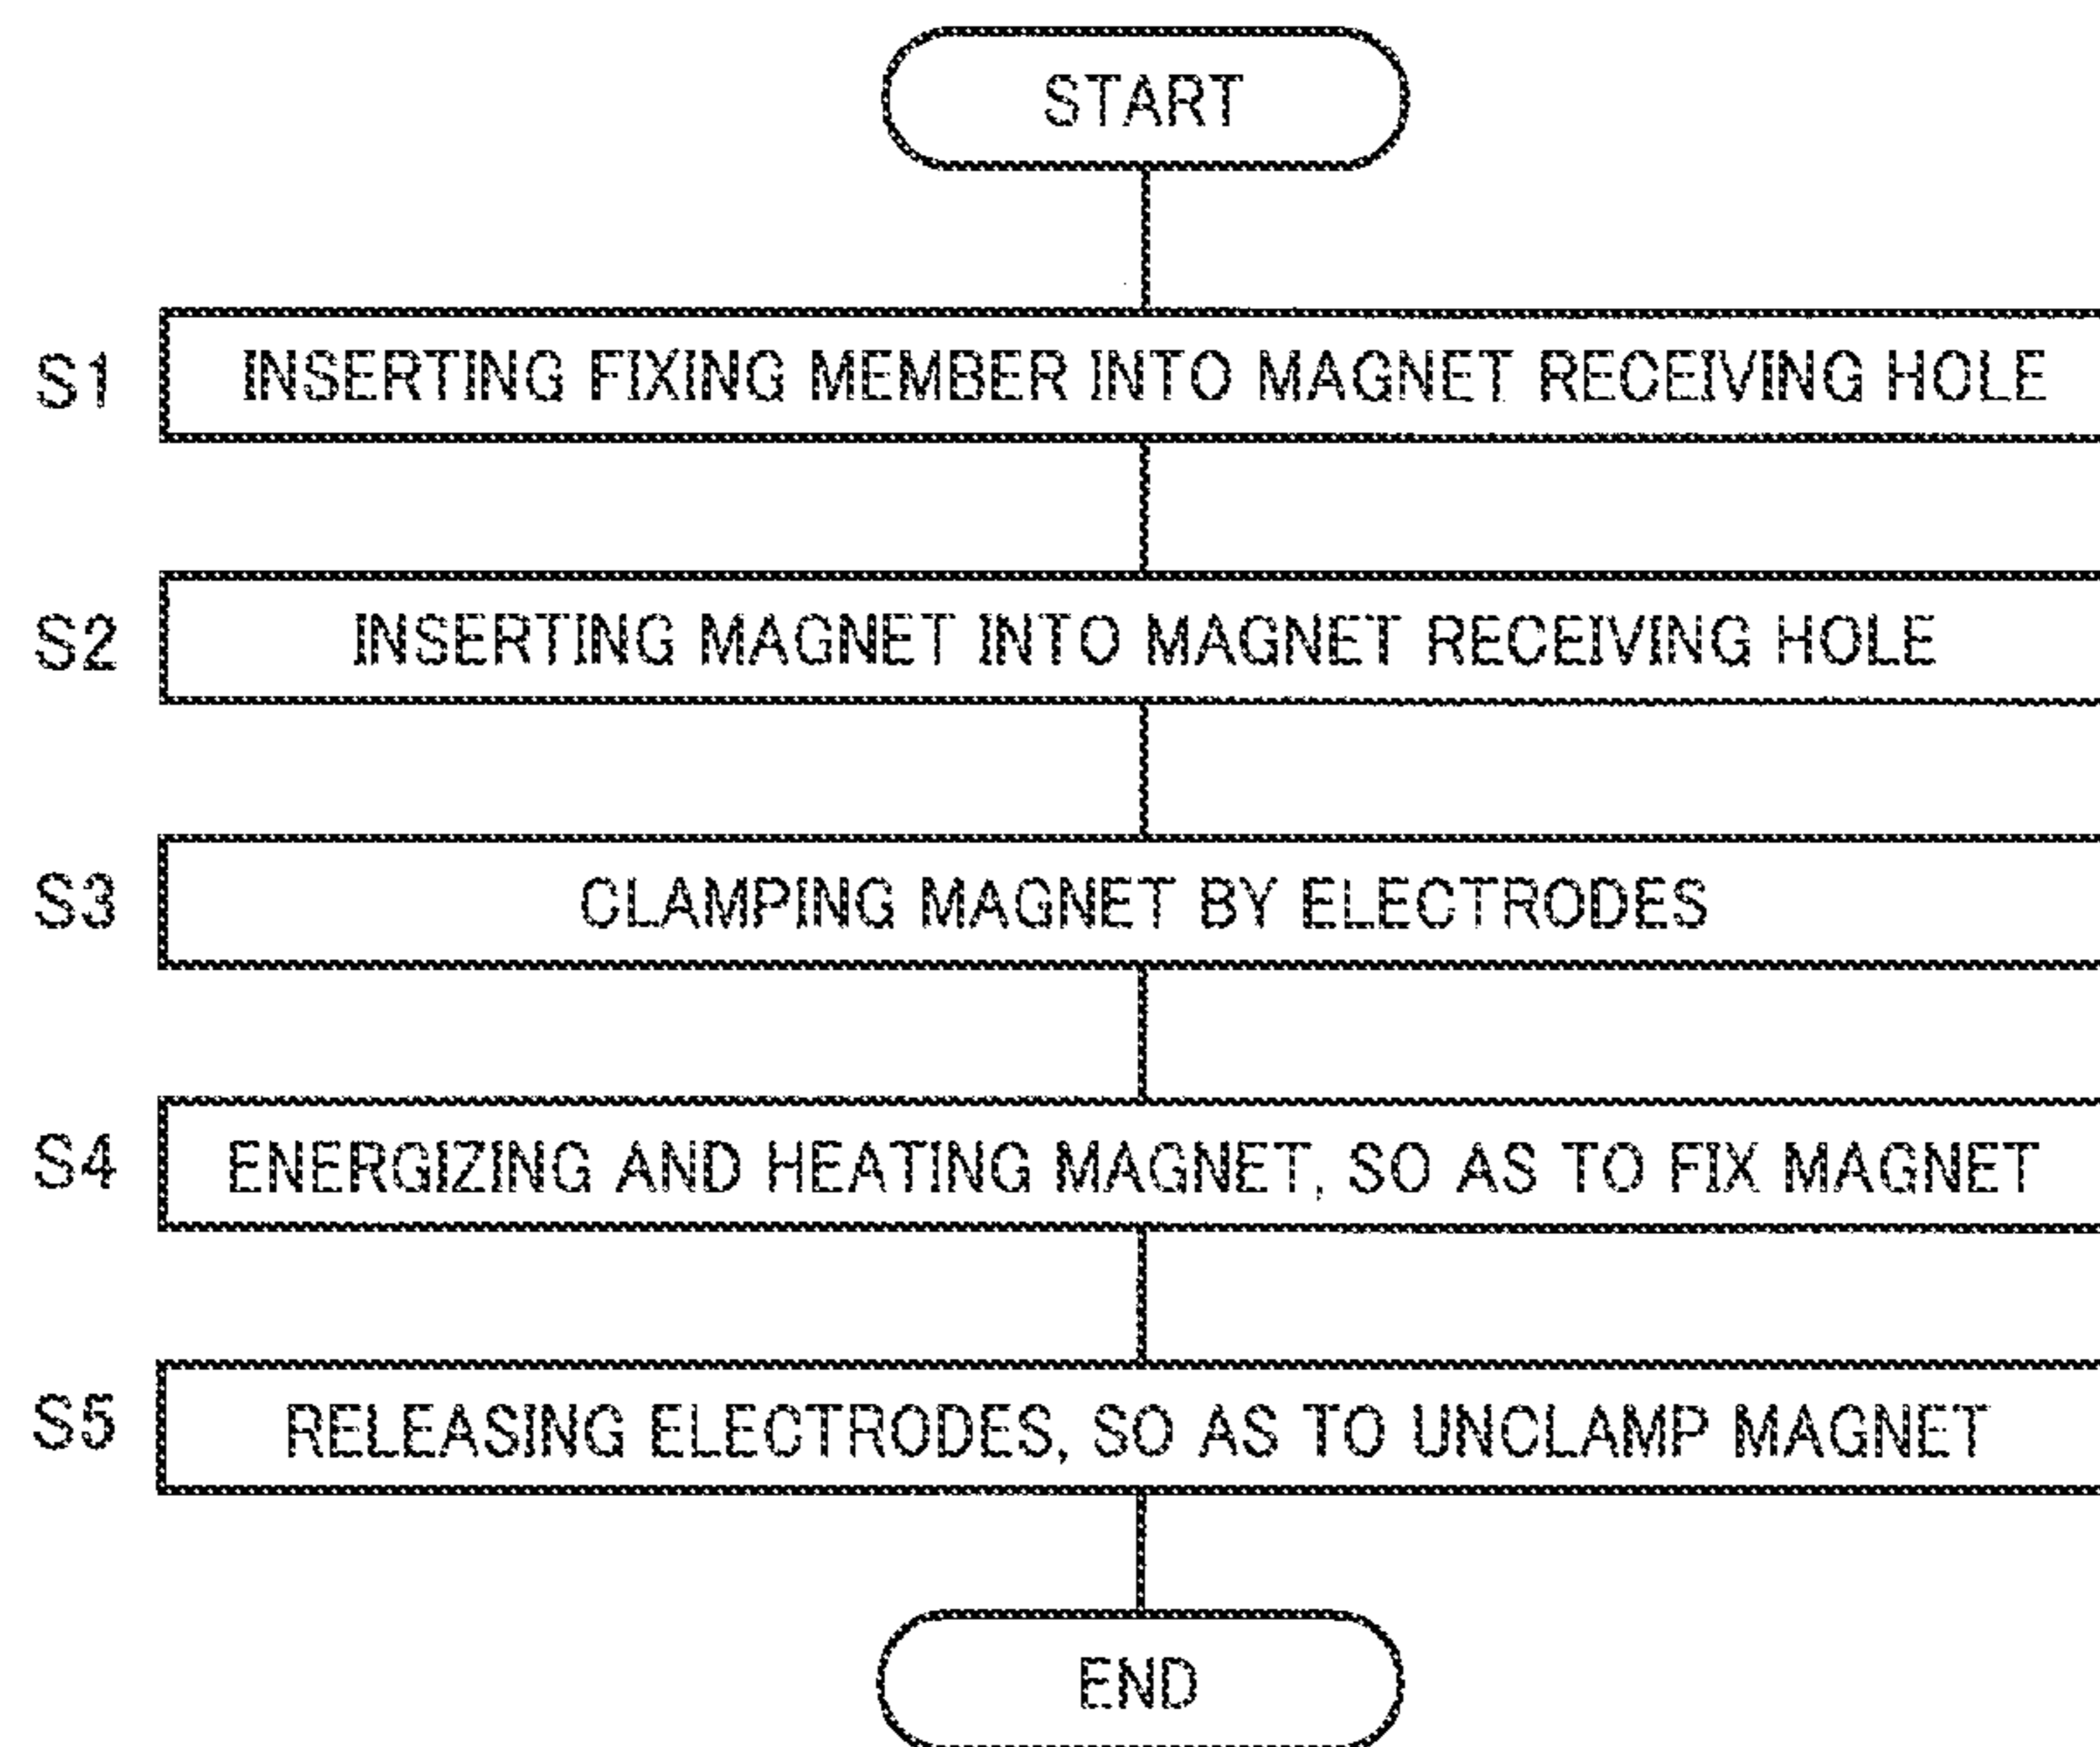 START
S1 INSERTING FIXING MEMBER INTO MAGNET RECEIVING HOLE
S2 INSERTING MAGNET INTO MAGNET RECEIVING HOLE
S3 CLAMPING MAGNET BY ELECTRODES
S4 ENERGIZING AND HEATING MAGNET, SO AS TO FIX MAGNET
S5 RELEASING ELECTRODES, SO AS TO UNCLAMP MAGNET
END